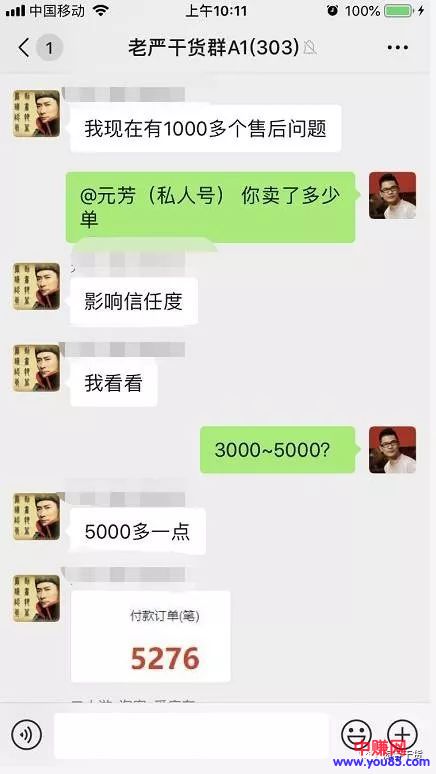 中国移动
上午10:11
100%
1
老严干货群A1(303)
我现在有1000多个售后问题
@元芳（私人号） 你卖了多少
单
影响信任度
我看看
3000~5000?
5000多一点
付款订单(笔)
5276
中赚网
www.you85.com